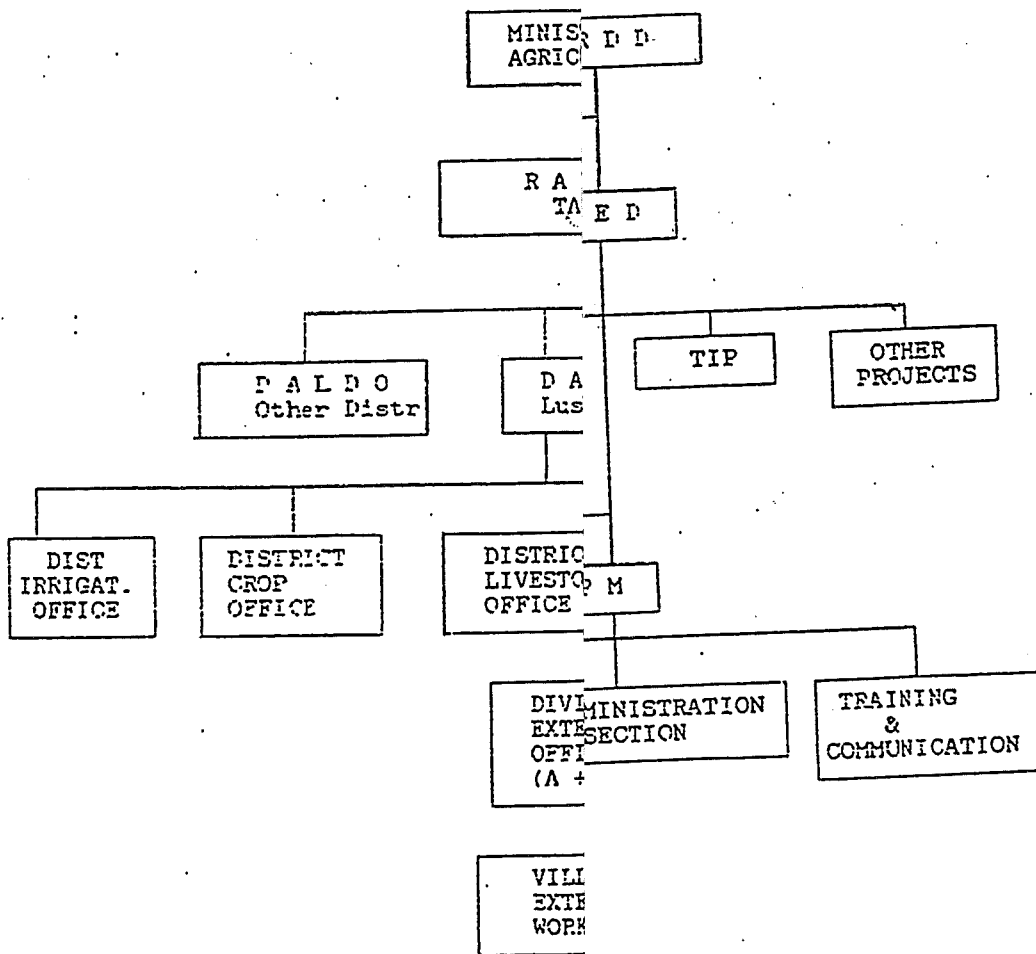 MINIS
AGRIC
R D D
R A
TA
E D
D A L D O
Other Distr
D A
Lus
TIP
OTHER
PROJECTS
DIST
IRRIGAT.
OFFICE
DISTRICT
CROP
OFFICE
DISTRIC
LIVESTO
OFFICE
P M
DIVI
EXTE
OFFI
(A +
MINISTRATION
SECTION
TRAINING
&
COMMUNICATION
VILL
EXTE
WORK